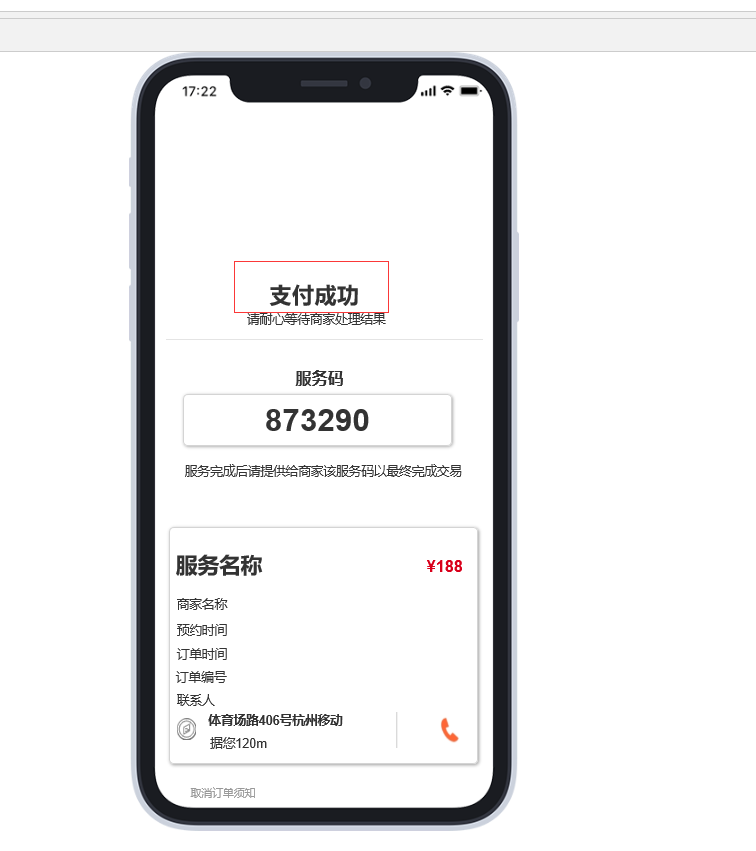 17:22
支付成功
请耐心等待商家处理结果
服务码
873290
服务完成后请提供给商家该服务码以最终完成交易
服务名称 ¥188
商家名称
预约时间
订单时间
订单编号
联系人
体育场路406号杭州移动
据您120m
取消订单须知